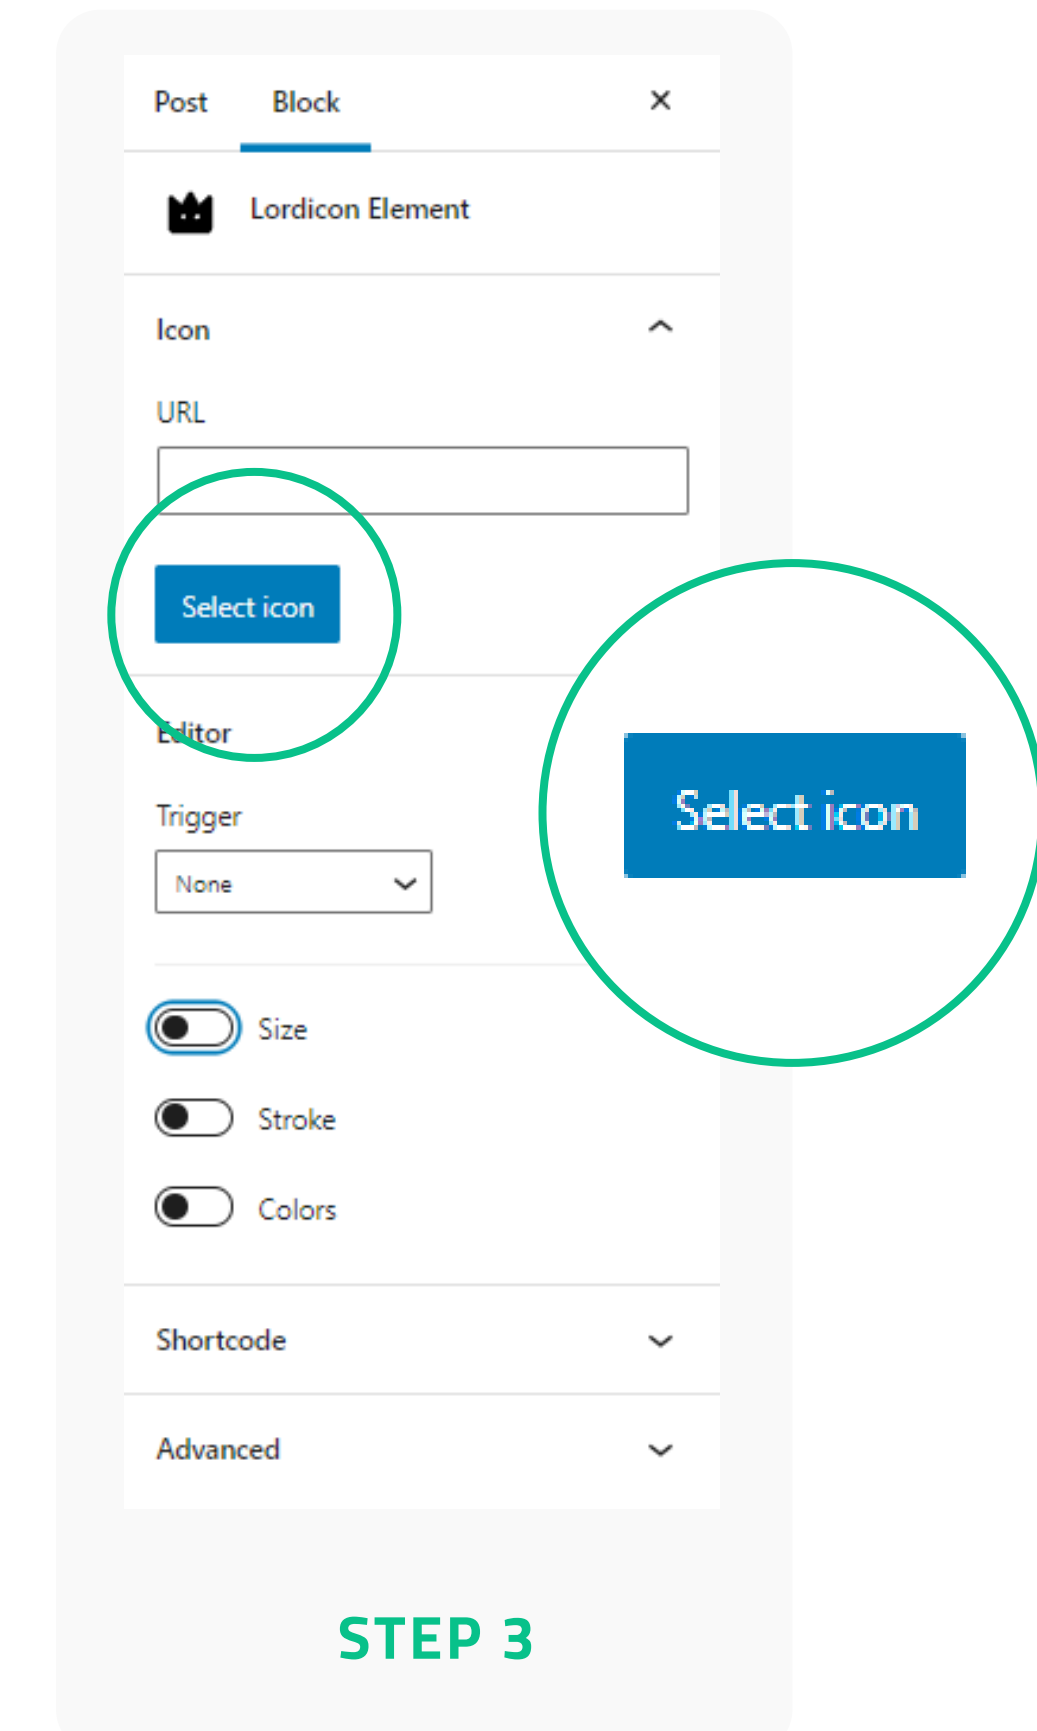 Post Block
Lordicon Element
Icon
URL
Select icon
Editor
Select icon
Trigger
None
Size
Stroke
Colors
Shortcode
Advanced
STEP 3